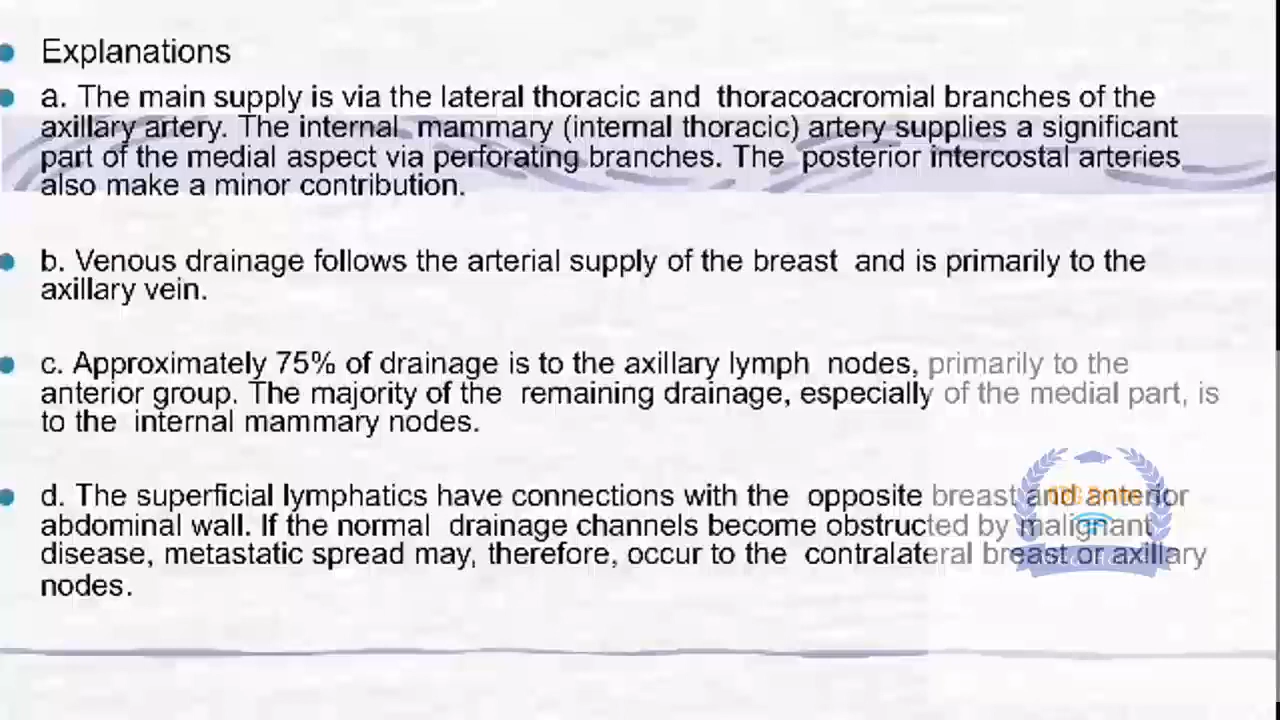 Explanations
a. The main supply is via the lateral thoracic and thoracoacromial branches of the
axillary artery. The internal mammary (internal thoracic) artery supplies a significant
part of the medial aspect via perforating branches. The posterior intercostal arteries
also make a minor contribution.
b. Venous drainage follows the arterial supply of the breast and is primarily to the
axillary vein.
c. Approximately 75% of drainage is to the axillary lymph nodes, primarily to the
anterior group. The majority of the remaining drainage, especially of the medial part, is
to the internal mammary nodes.
d. The superficial lymphatics have connections with the opposite breast and anterior
abdominal wall. If the normal drainage channels become obstructed by malignant
disease, metastatic spread may, therefore, occur to the contralateral breast or axillary
nodes.